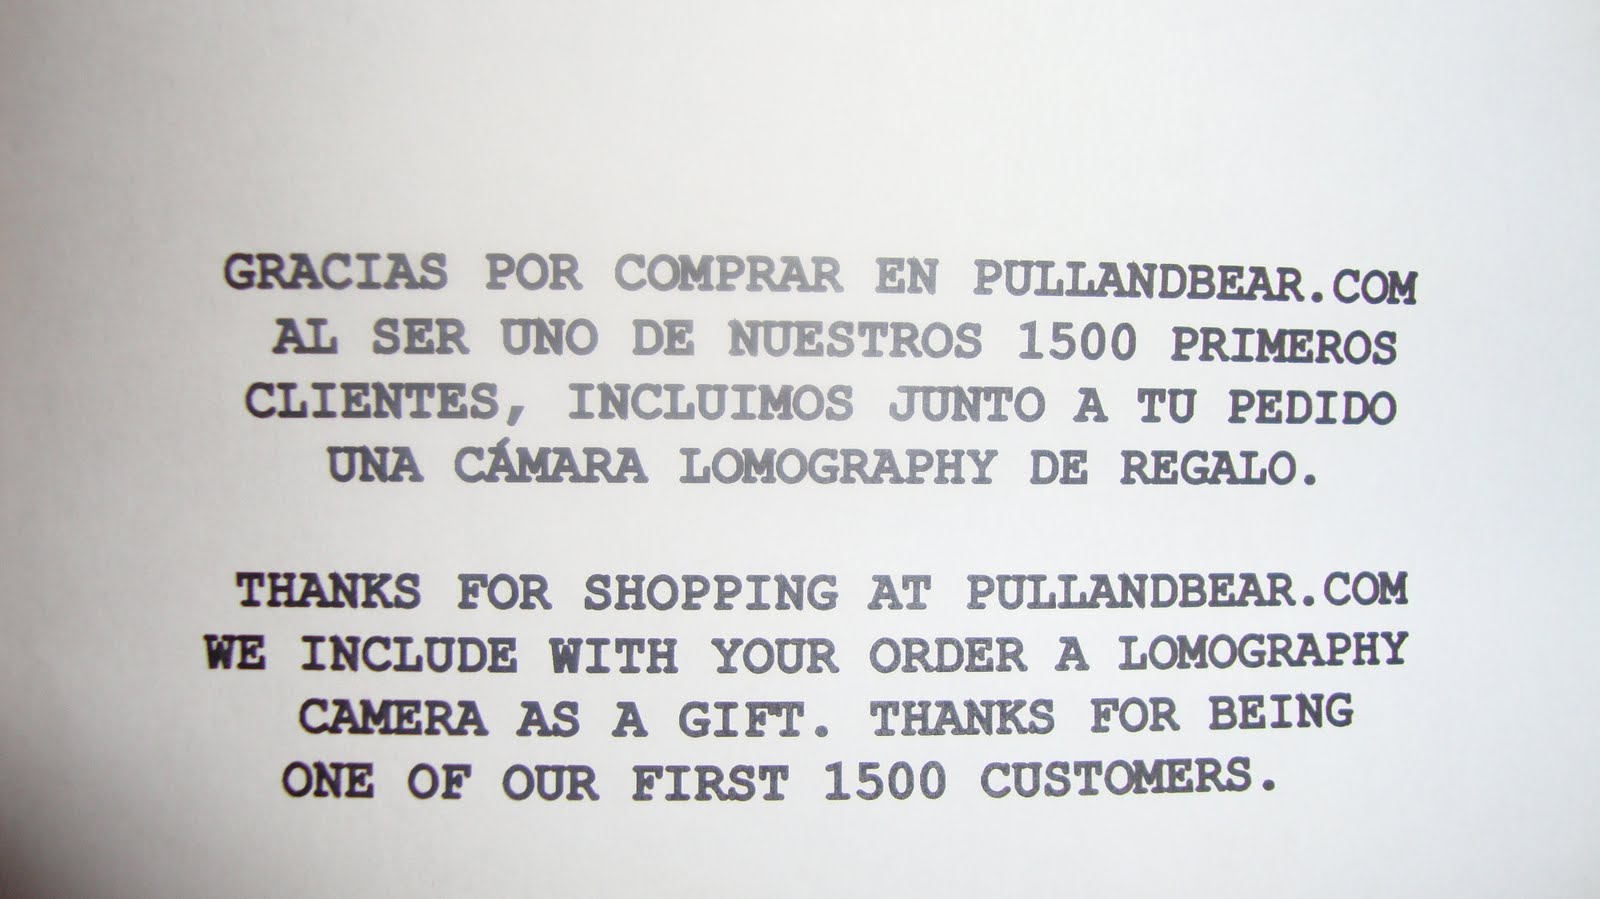 GRACIAS POR COMPRAR EN PULLANDBEAR.COM
AL SER UNO DE NUESTROS 1500 PRIMEROS
CLIENTES, INCLUIMOS JUNTO A TU PEDIDO
UNA CÁMARA LOMOGRAPHY DE REGALO.
THANKS FOR SHOPPING AT PULLANDBEAR.COM
WE INCLUDE WITH YOUR ORDER A LOMOGRAPHY
CAMERA AS A GIFT. THANKS FOR BEING
ONE OF OUR FIRST 1500 CUSTOMERS.